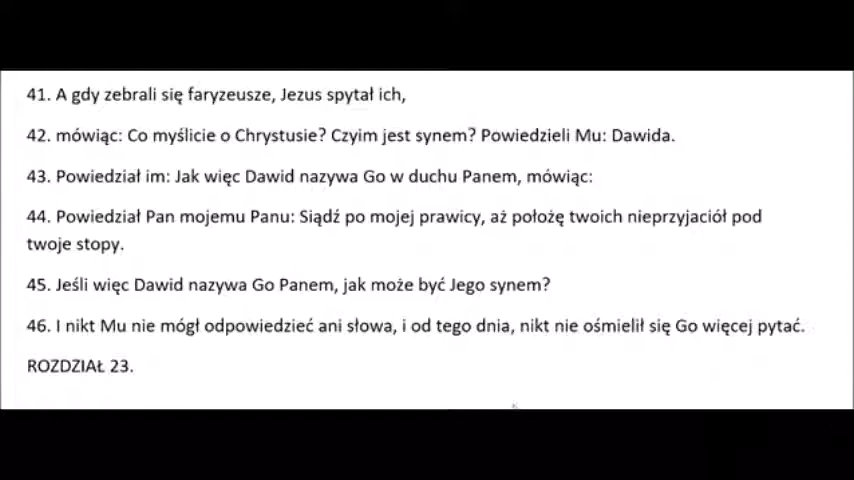 41. A gdy zebrali się faryzeusze, Jezus spytał ich,
42. mówiąc: Co myślicie o Chrystusie? Czyim jest synem? Powiedzieli Mu: Dawida.
43. Powiedział im: Jak więc Dawid nazywa Go w duchu Panem, mówiąc:
44. Powiedział Pan mojemu Panu: Siądź po mojej prawicy, aż położę twoich nieprzyjaciół pod
twoje stopy.
45. Jeśli więc Dawid nazywa Go Panem, jak może być Jego synem?
46. I nikt Mu nie mógł odpowiedzieć ani słowa, i od tego dnia, nikt nie ośmielił się Go więcej pytać.
ROZDZIAŁ 23.